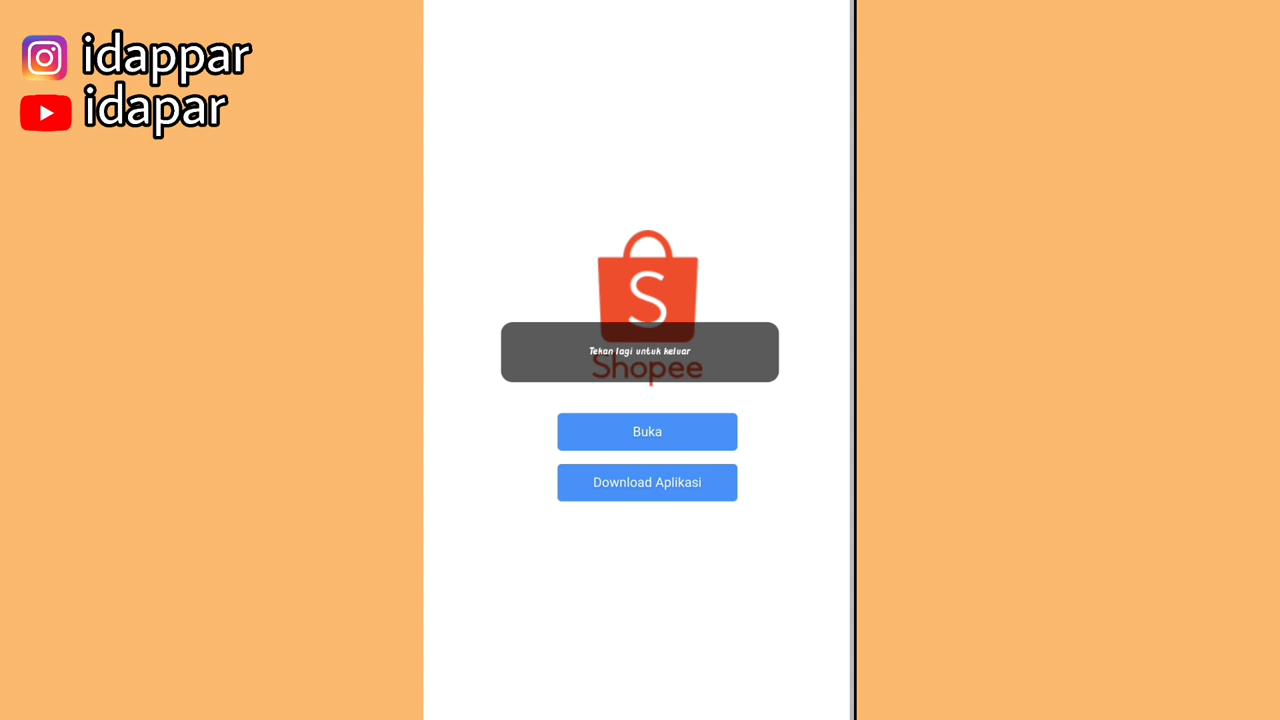 idappar
idapar
S
Tekan lagi untuk keluar
Shopee
Buka
Download Aplikasi